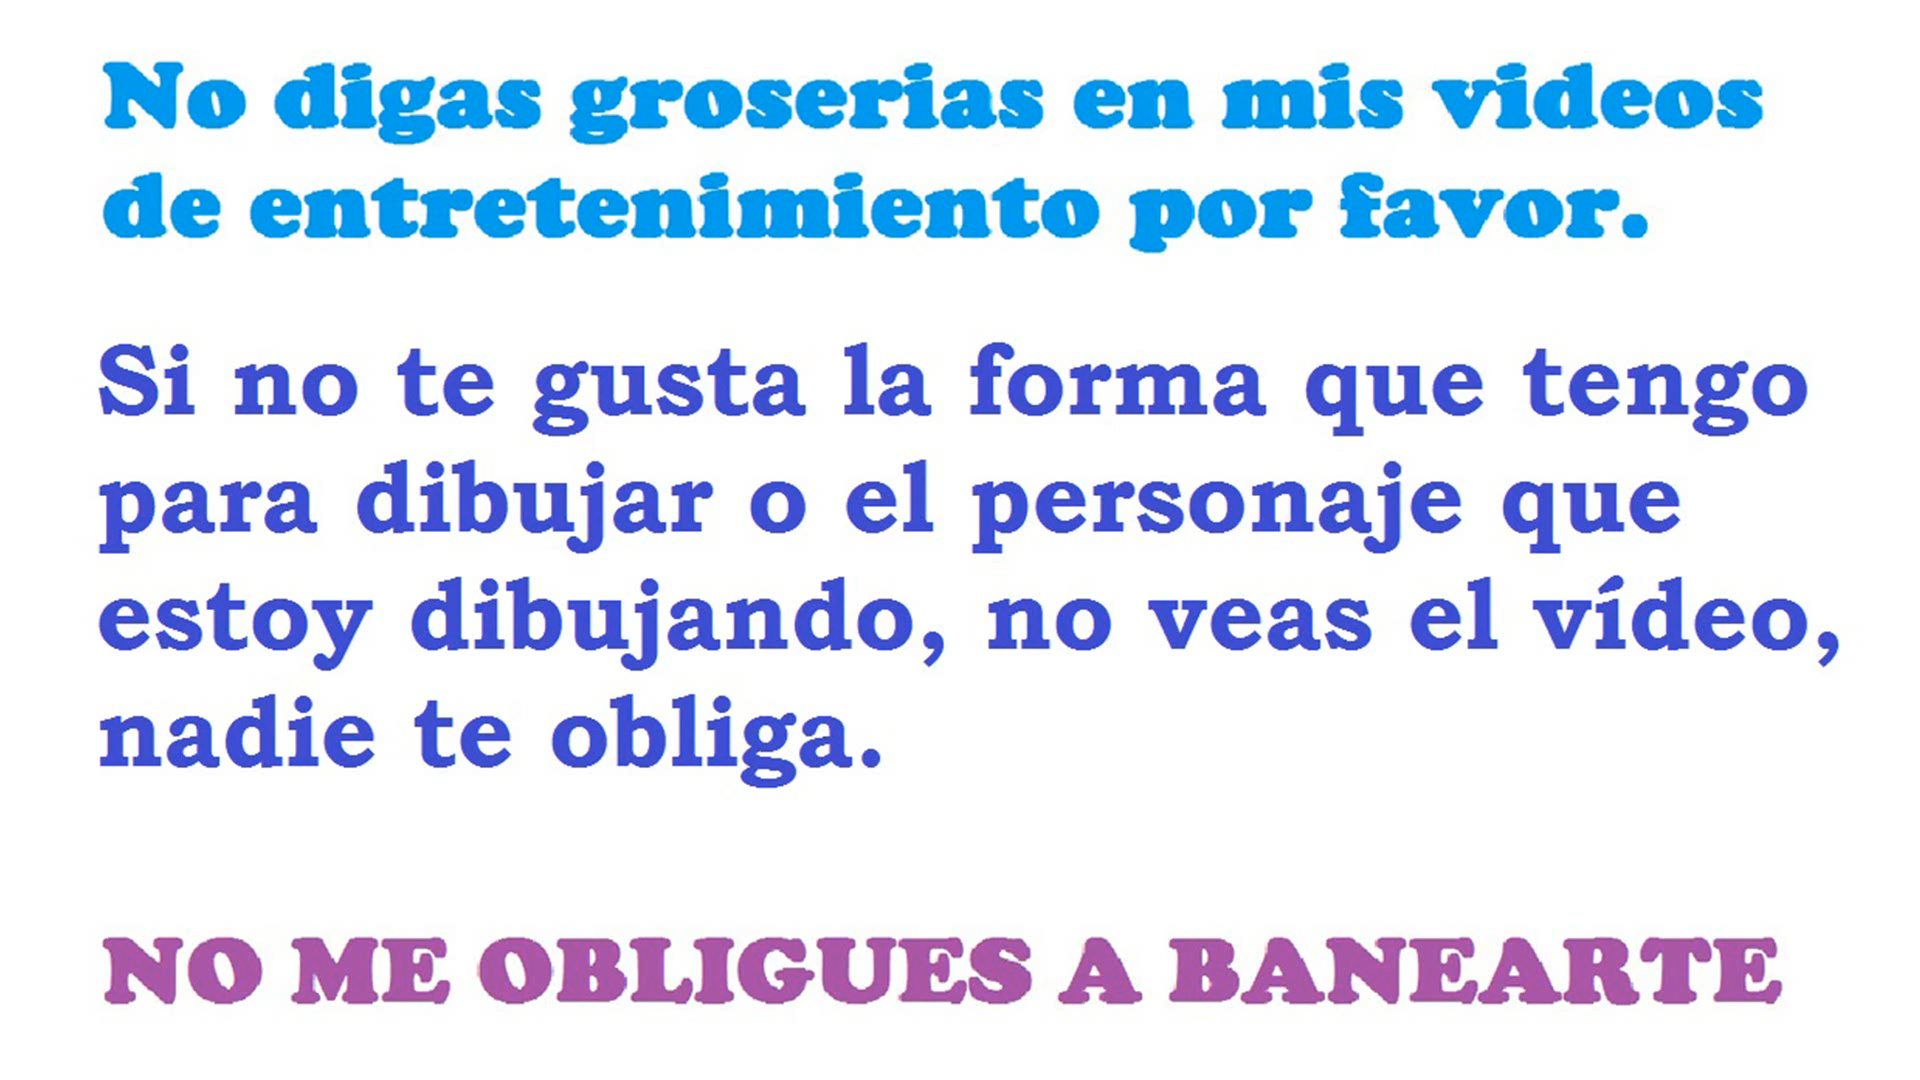 No digas groserias en mis videos
de entretenimiento por favor.
Si no te gusta la forma que tengo
para dibujar o el personaje que
estoy dibujando, no veas el vídeo,
nadie te obliga.
NO ME OBLIGUES A BANEARTE